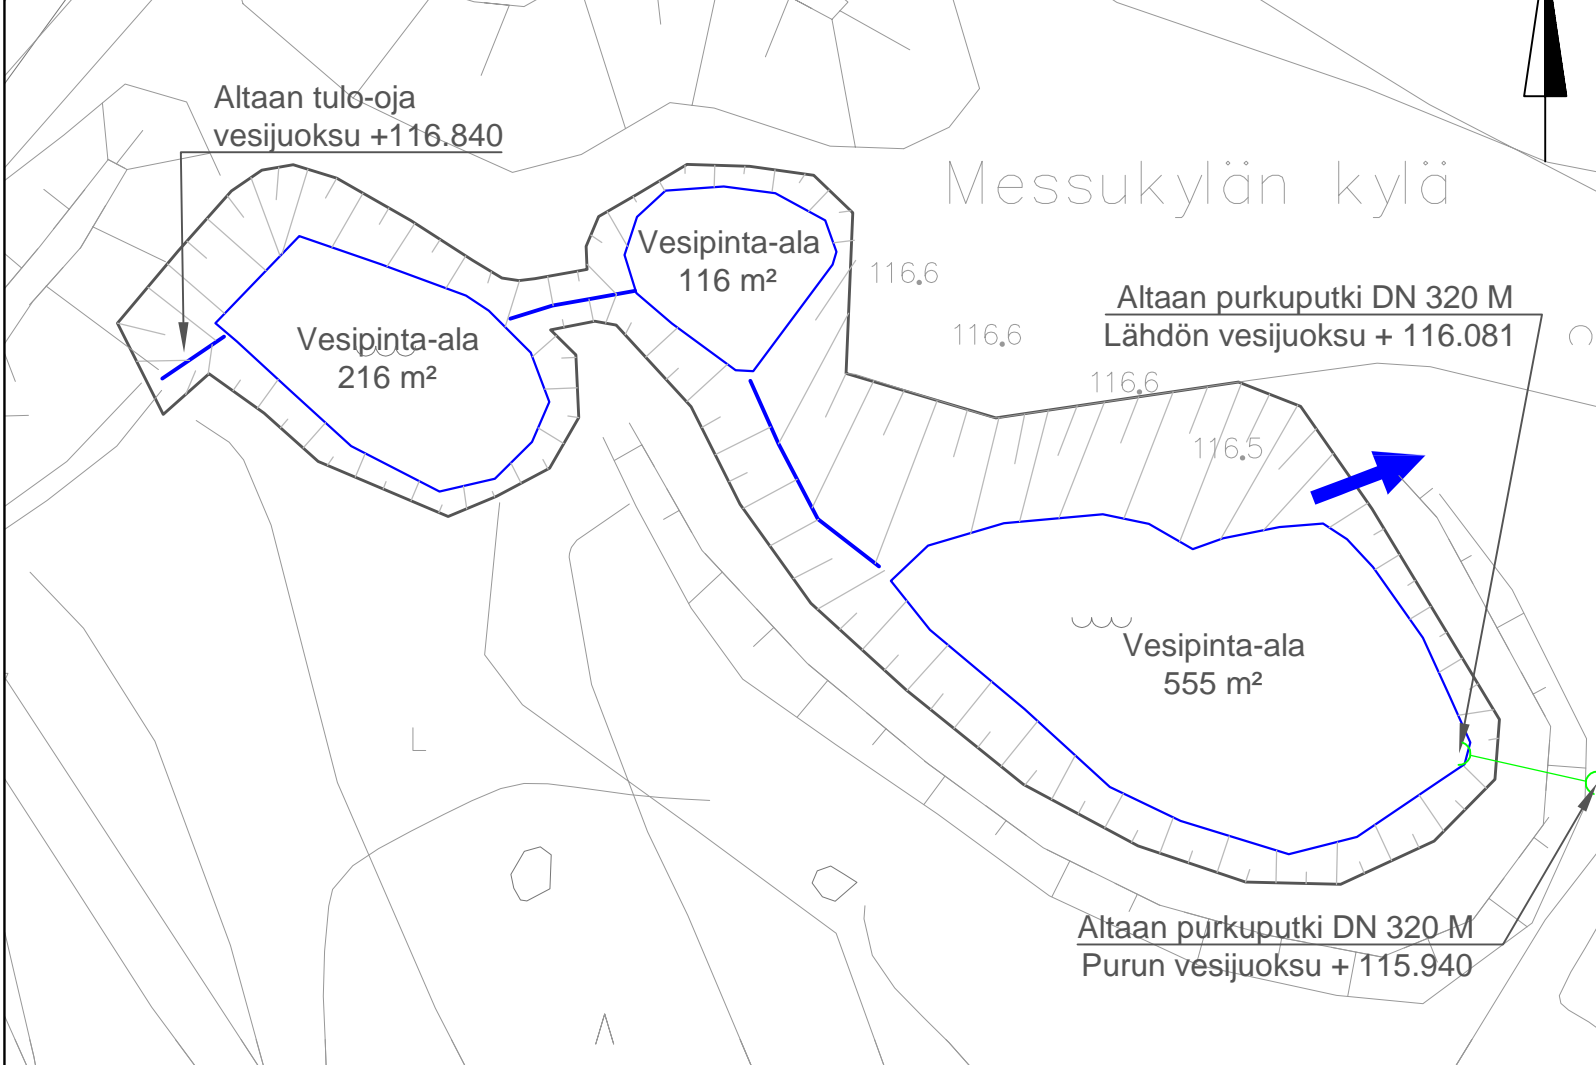 Altaan tulo-oja
vesijuoksu +116.840
Messukylän kylä
Vesipinta-ala
116 m²
116.6
Altaan purkuputki DN 320 M
Lähdön vesijuoksu + 116.081
116.6
Vesipinta-ala
216 m²
116.6
116.5
Vesipinta-ala
555 m²
Altaan purkuputki DN 320 M
Purun vesijuoksu + 115.940